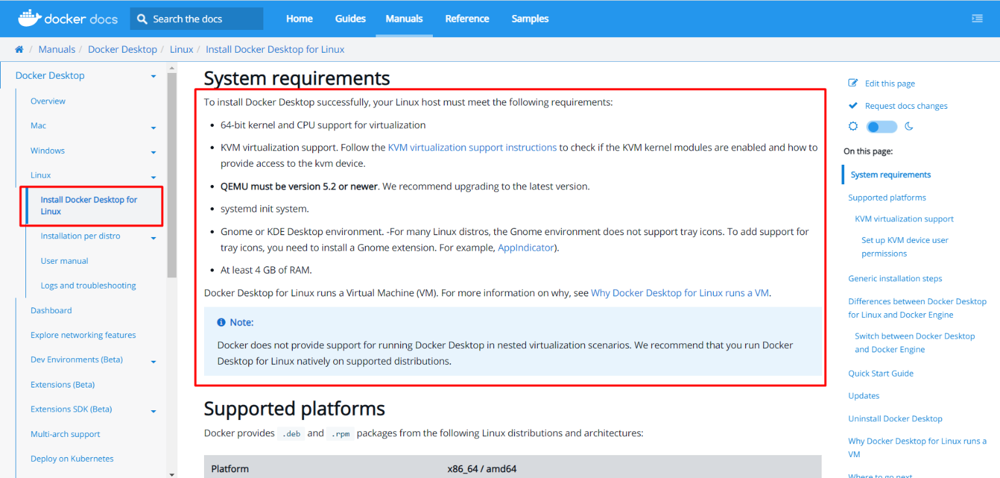 docker docs
Search the docs
Home
Guides
Manuals
Reference
Samples
/ Manuals / Docker Desktop / Linux / Install Docker Desktop for Linux
Docker Desktop
Overview
Mac
Windows
Linux
Install Docker Desktop for
Linux
Installation per distro
User manual
Logs and troubleshooting
Dashboard
Explore networking features
Dev Environments (Beta)
Extensions (Beta)
Extensions SDK (Beta)
Multi-arch support
Deploy on Kubernetes
System requirements
To install Docker Desktop successfully, your Linux host must meet the following requirements:
• 64-bit kernel and CPU support for virtualization
• KVM virtualization support. Follow the KVM virtualization support instructions to check if the KVM kernel modules are enabled and how to
provide access to the kvm device.
• QEMU must be version 5.2 or newer. We recommend upgrading to the latest version.
• systemd init system.
• Gnome or KDE Desktop environment. -For many Linux distros, the Gnome environment does not support tray icons. To add support for
tray icons, you need to install a Gnome extension. For example, AppIndicator).
• At least 4 GB of RAM.
Docker Desktop for Linux runs a Virtual Machine (VM). For more information on why, see Why Docker Desktop for Linux runs a VM.
Note:
Docker does not provide support for running Docker Desktop in nested virtualization scenarios. We recommend that you run Docker
Desktop for Linux natively on supported distributions.
Supported platforms
Docker provides .deb and .rpm packages from the following Linux distributions and architectures:
Platform x86_64 / amd64
Edit this page
Request docs changes
On this page:
System requirements
Supported platforms
KVM virtualization support
Set up KVM device user
permissions
Generic installation steps
Differences between Docker Desktop
for Linux and Docker Engine
Switch between Docker Desktop
and Docker Engine
Quick Start Guide
Updates
Uninstall Docker Desktop
Why Docker Desktop for Linux runs a
VM
Where to go next